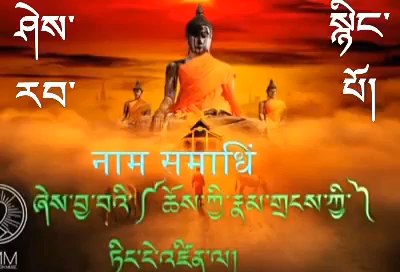 ཤེས་
རབ་
སྙིང་
པོ།
नाम समाधिं
ཞེས་བྱ་བའི་༼ ཆོས་ཀྱི་རྣམ་གྲངས་ཀྱི་༽
ཏིང་ངེ་འཛིན་ལ།